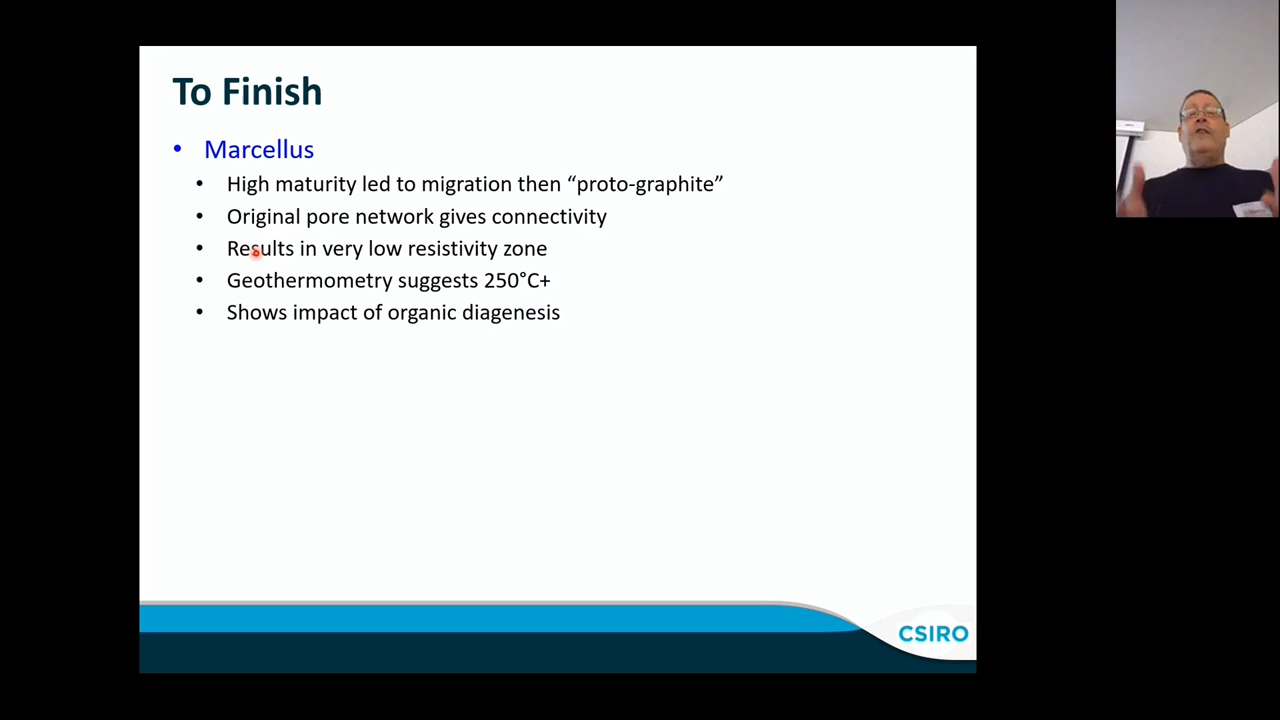 To Finish
• Marcellus
• High maturity led to migration then “proto-graphite”
• Original pore network gives connectivity
• Results in very low resistivity zone
• Geothermometry suggests 250°C+
• Shows impact of organic diagenesis
CSIRO